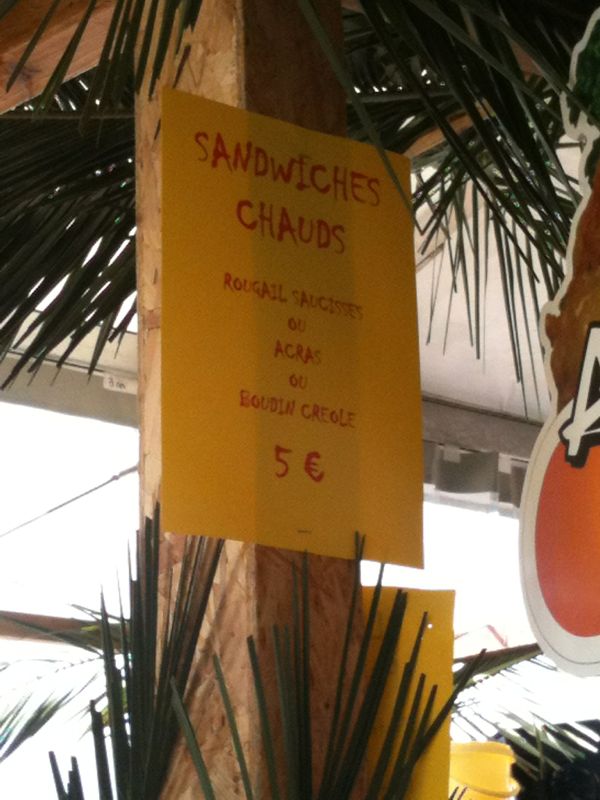 SANDWICHES
CHAUDS
ROUGAIL SAUCISSES
OU
ACRAS
OU
BOUDIN CREOLE
5 €